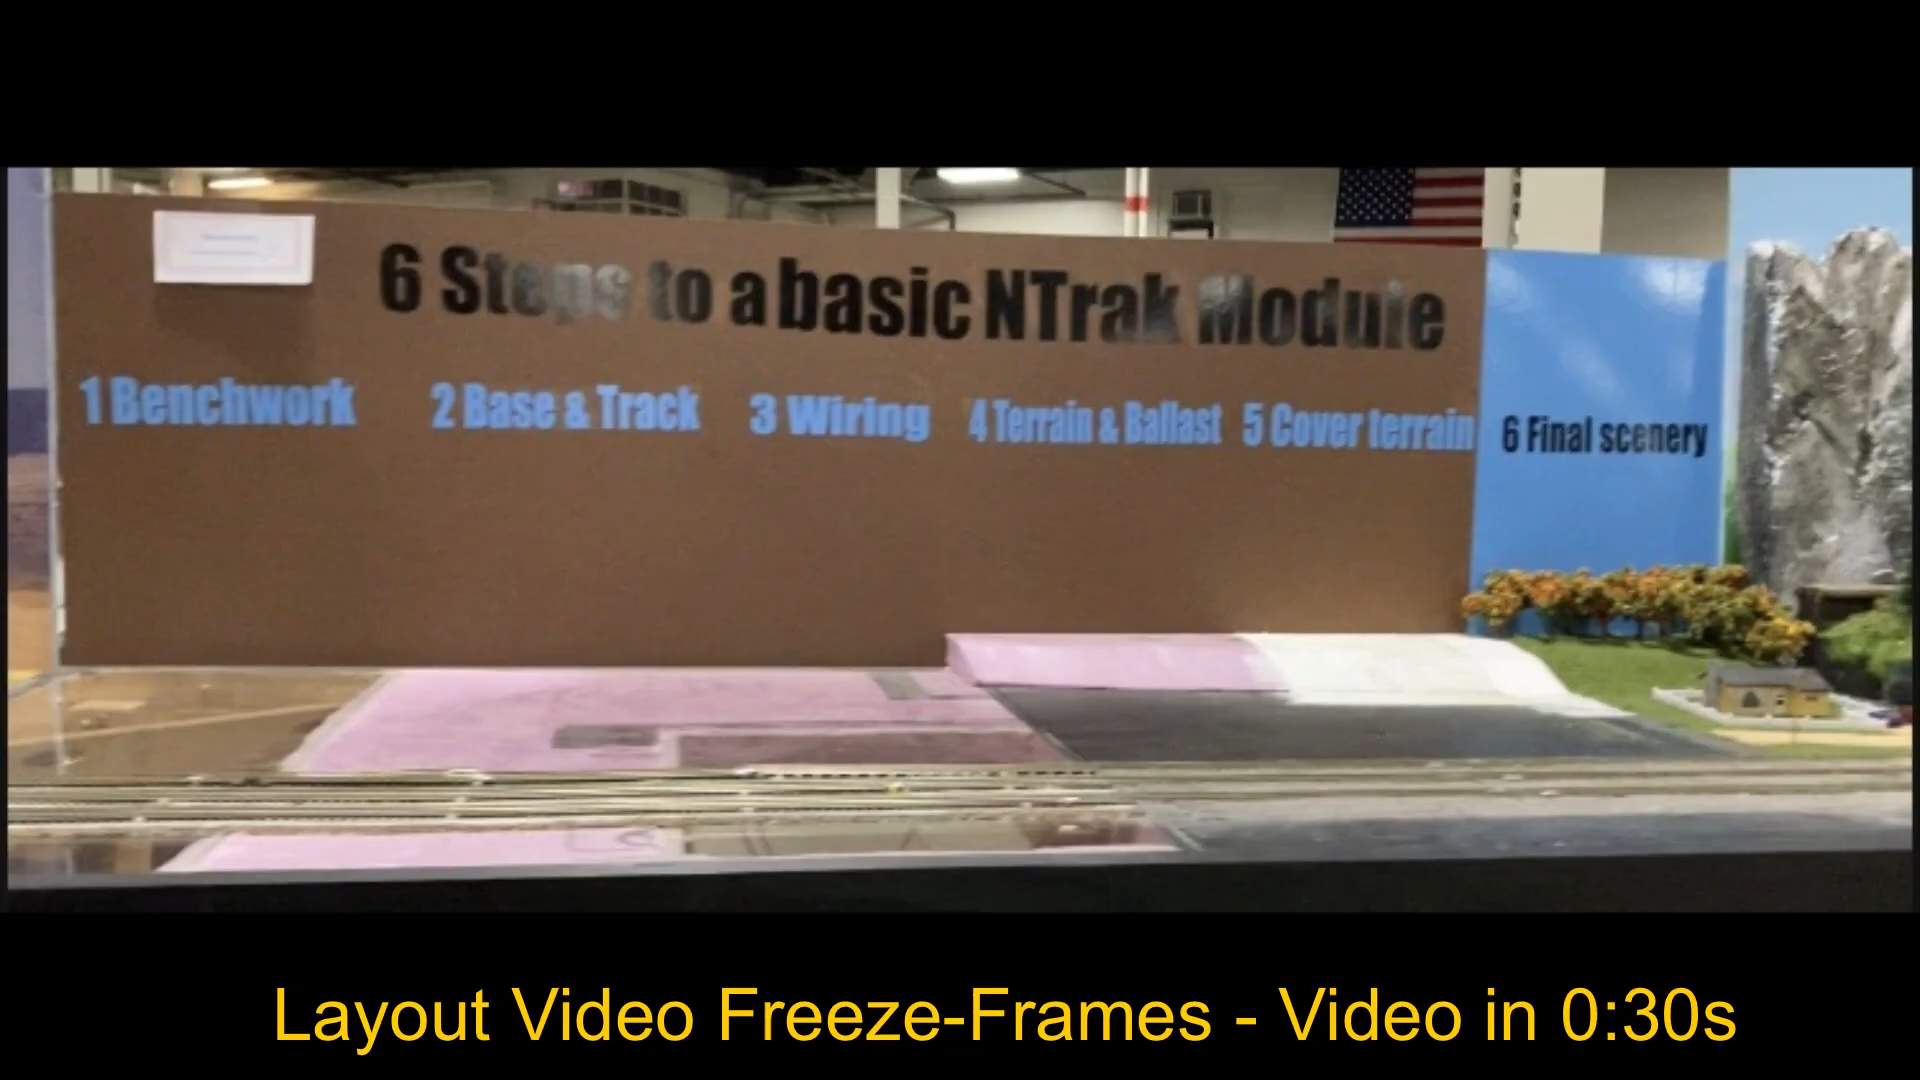 6 Steps to a basic NTrak Module
1 Benchwork 2 Base & Track 3 Wiring 4 Terrain & Ballast 5 Cover terrain 6 Final scenery
Layout Video Freeze-Frames - Video in 0:30s